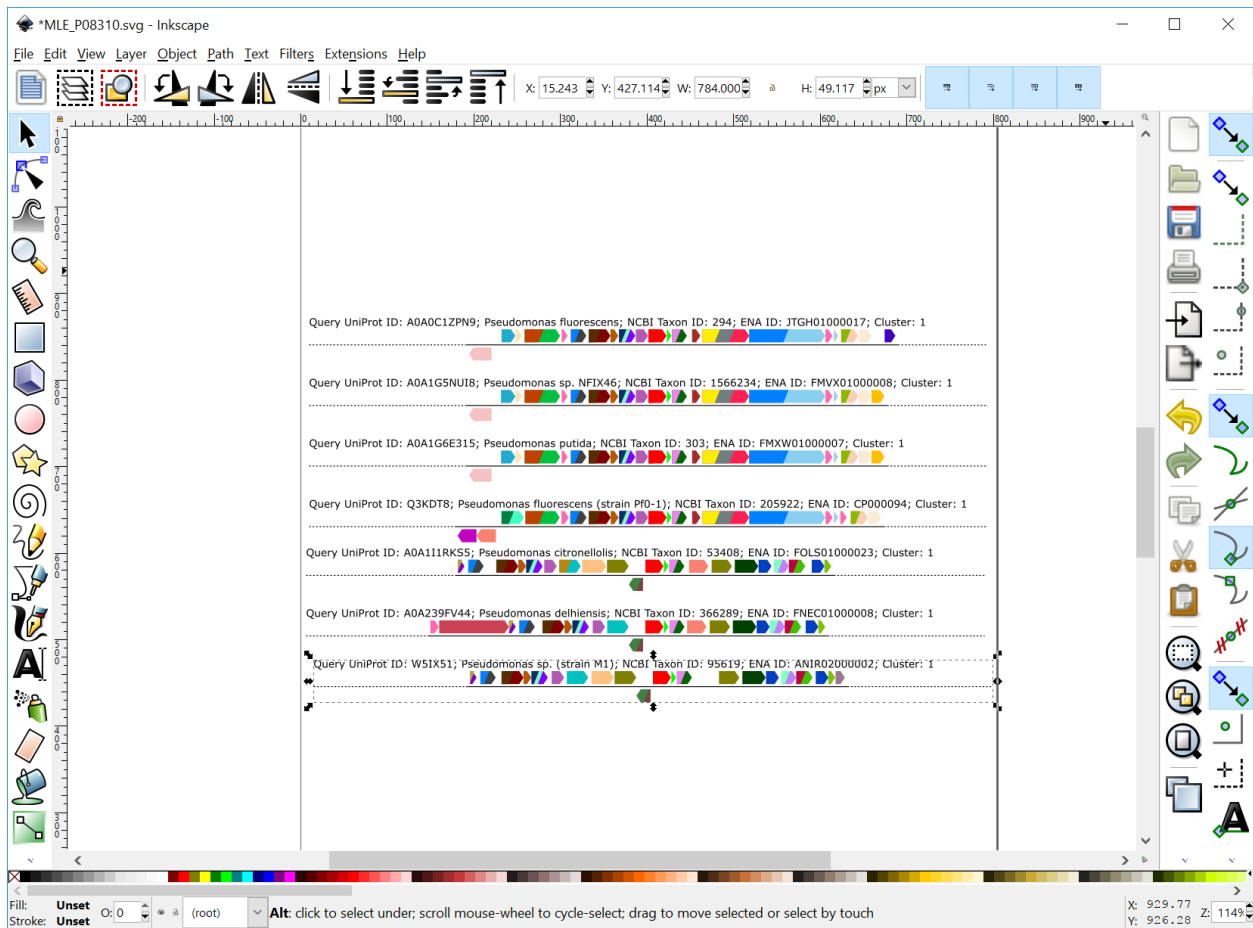 *MLE_P08310.svg - Inkscape
File Edit View Layer Object Path Text Filters Extensions Help
X: 15.243 Y: 427.114 W: 784.000 H: 49.117 px
-200 -100 0 100 200 300 400 500 600 700 800 900
1000
900
800
700
600
500
400
300
Query UniProt ID: A0A0C1ZPN9; Pseudomonas fluorescens; NCBI Taxon ID: 294; ENA ID: JTGH01000017; Cluster: 1
Query UniProt ID: A0A1G5NUI8; Pseudomonas sp. NFIX46; NCBI Taxon ID: 1566234; ENA ID: FMVX01000008; Cluster: 1
Query UniProt ID: A0A1G6E315; Pseudomonas putida; NCBI Taxon ID: 303; ENA ID: FMXW01000007; Cluster: 1
Query UniProt ID: Q3KDT8; Pseudomonas fluorescens (strain Pf0-1); NCBI Taxon ID: 205922; ENA ID: CP000094; Cluster: 1
Query UniProt ID: A0A1I1RKS5; Pseudomonas citronellolis; NCBI Taxon ID: 53408; ENA ID: FOLS01000023; Cluster: 1
Query UniProt ID: A0A239FV44; Pseudomonas delhiensis; NCBI Taxon ID: 366289; ENA ID: FNEC01000008; Cluster: 1
Query UniProt ID: W5IX51; Pseudomonas sp. (strain M1); NCBI Taxon ID: 95619; ENA ID: ANIR02000002; Cluster: 1
Fill: Unset
Stroke: Unset
O: 0
(root)
Alt: click to select under; scroll mouse-wheel to cycle-select; drag to move selected or select by touch
X: 929.77
Y: 926.28
Z: 114%